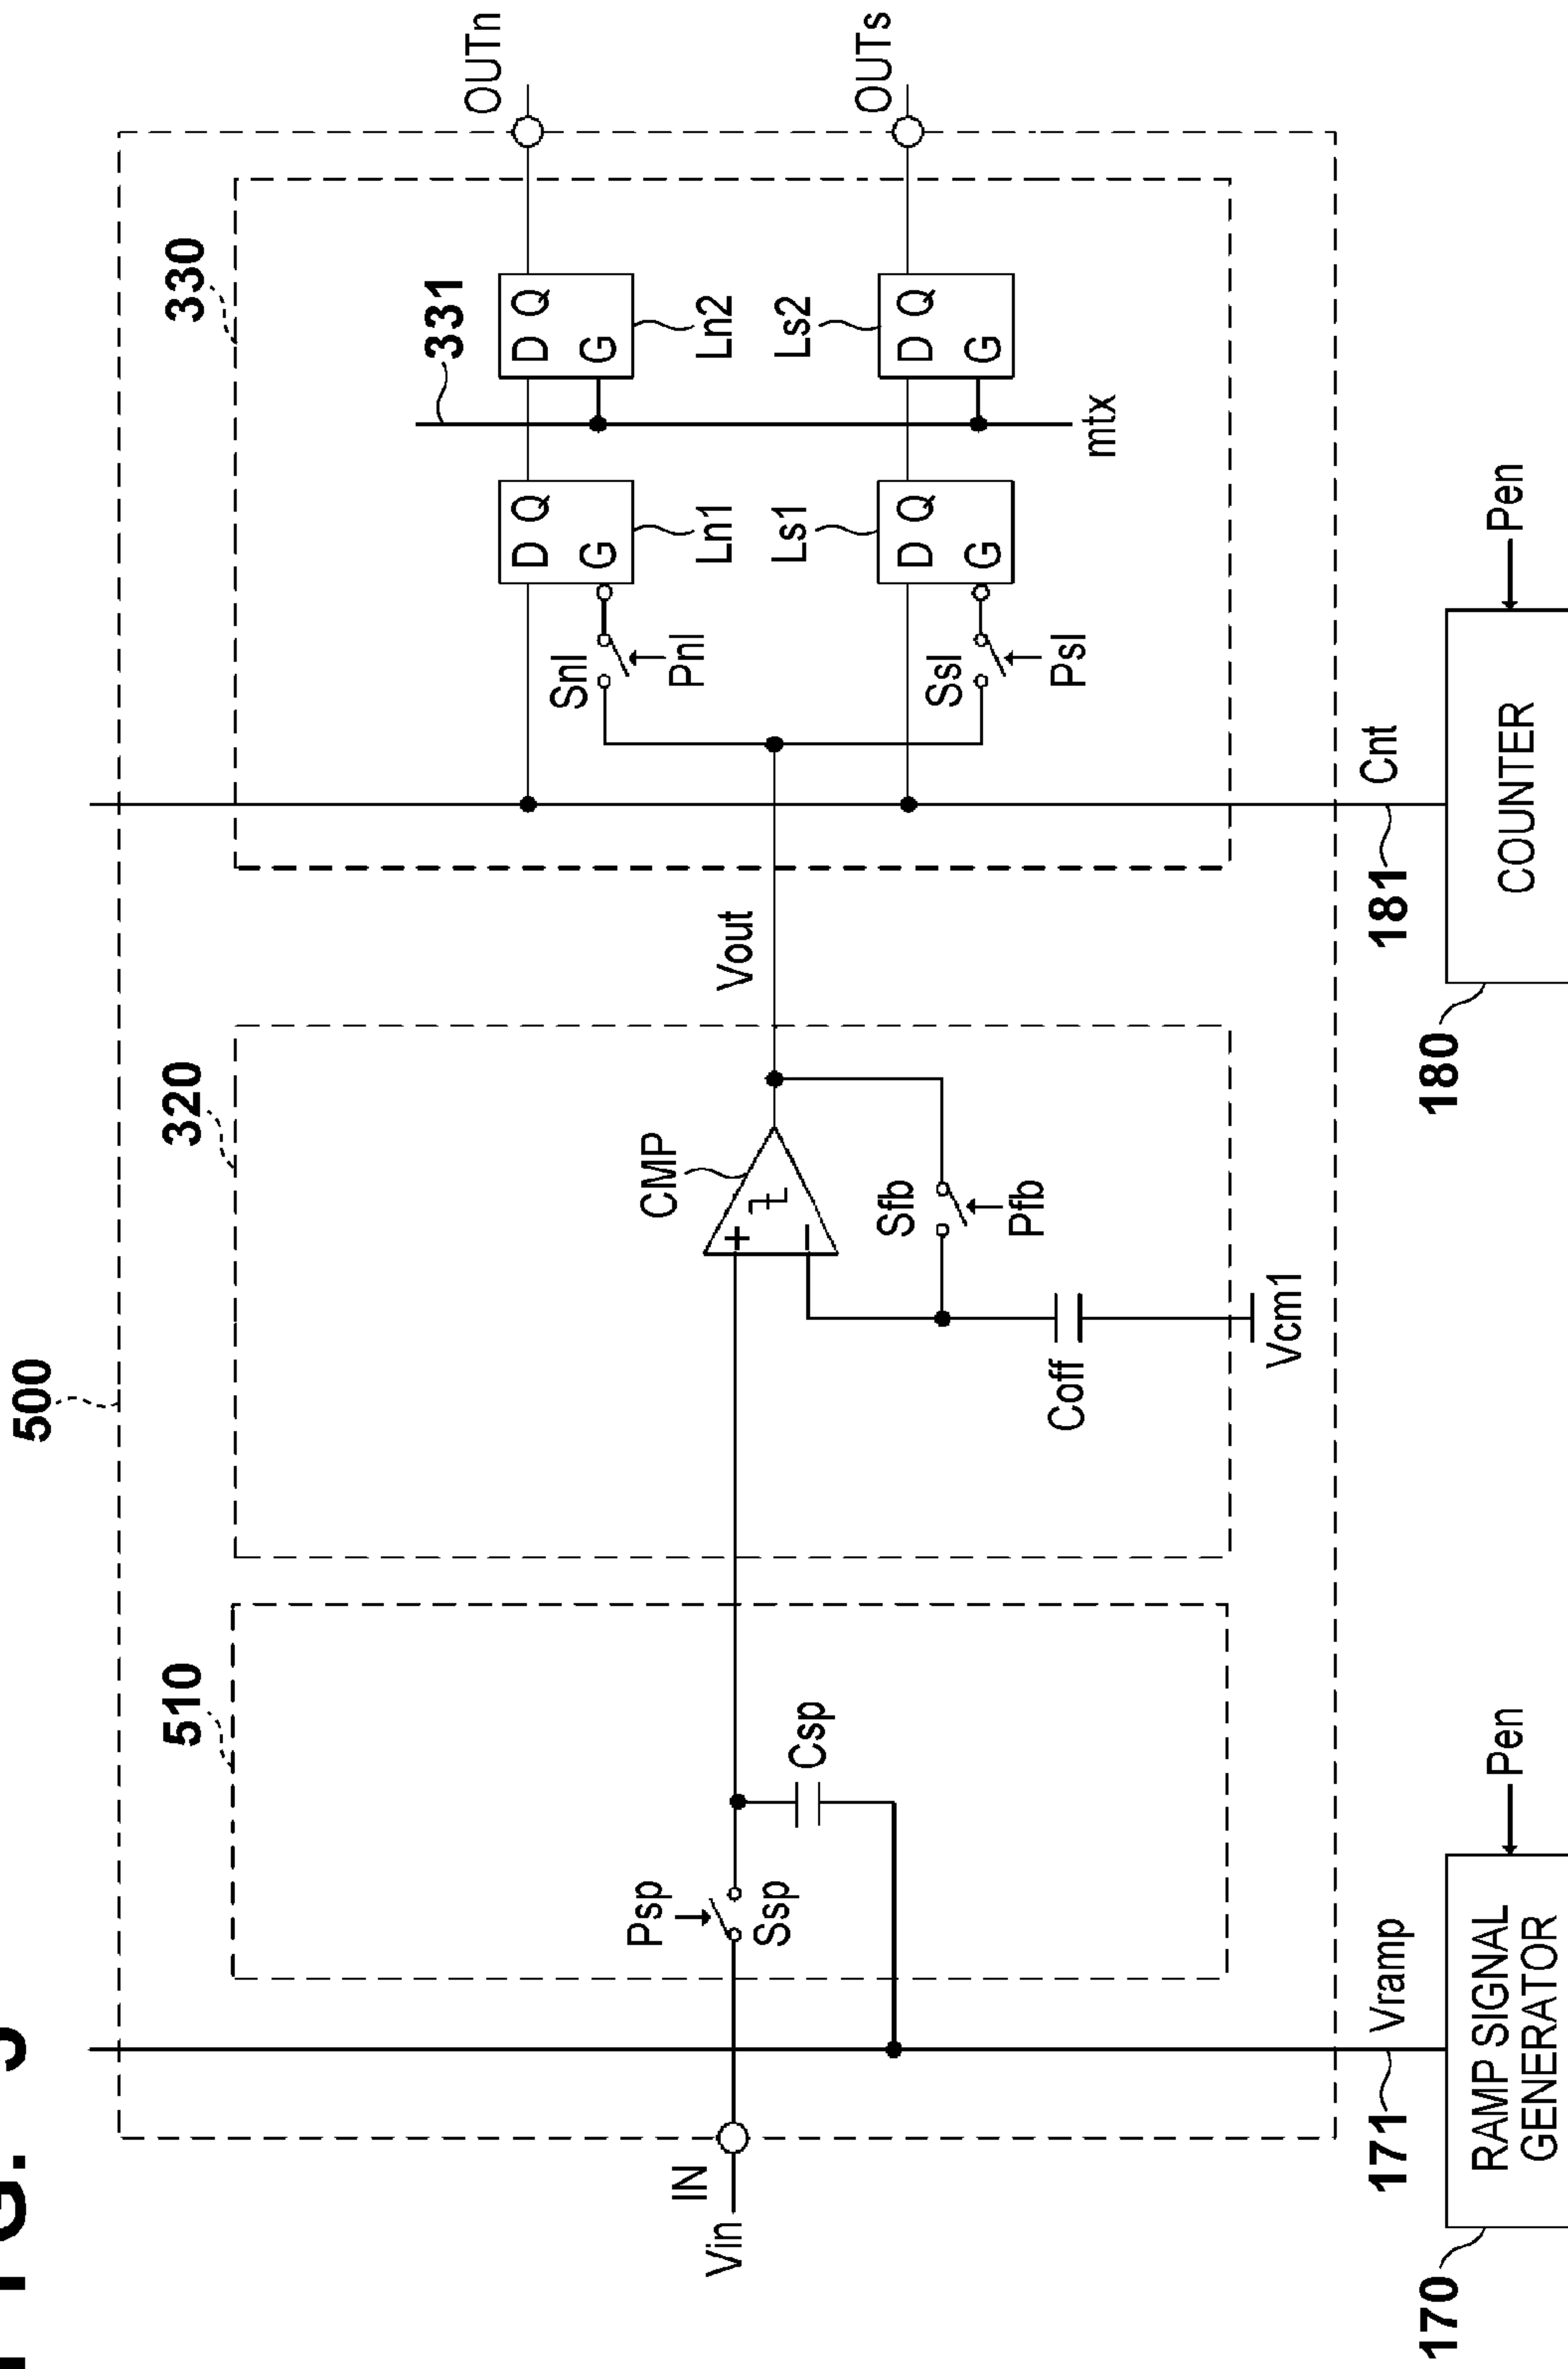 500
510
320
330
331
Vin
IN
Psp
Ssp
Csp
CMP
+
−
Sfb
Pfb
Coff
Vcm1
Vout
Snl
Pnl
Ssl
Psl
D Q
G
Ln1
D Q
G
Ln2
D Q
G
Ls1
D Q
G
Ls2
mtx
OUTn
OUTs
171
Vramp
170
RAMP SIGNAL
GENERATOR
Pen
181
Cnt
180
COUNTER
Pen